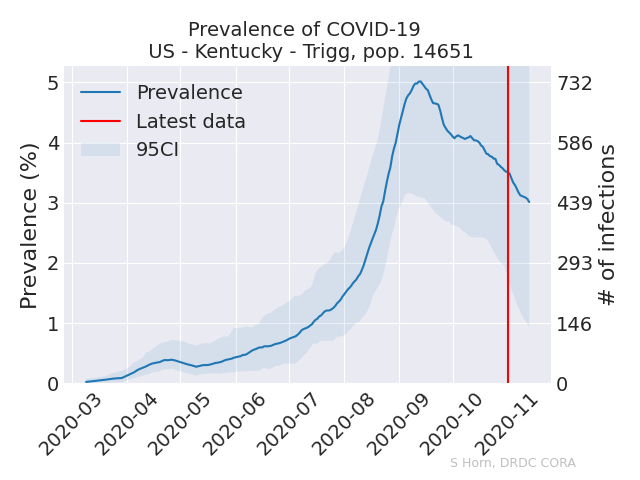 Prevalence of COVID-19
US - Kentucky - Trigg, pop. 14651
Prevalence
Latest data
95CI
Prevalence (%)
5
4
3
2
1
0
732
586
439
293
146
0
# of infections
2020-03
2020-04
2020-05
2020-06
2020-07
2020-08
2020-09
2020-10
2020-11
S Horn, DRDC CORA